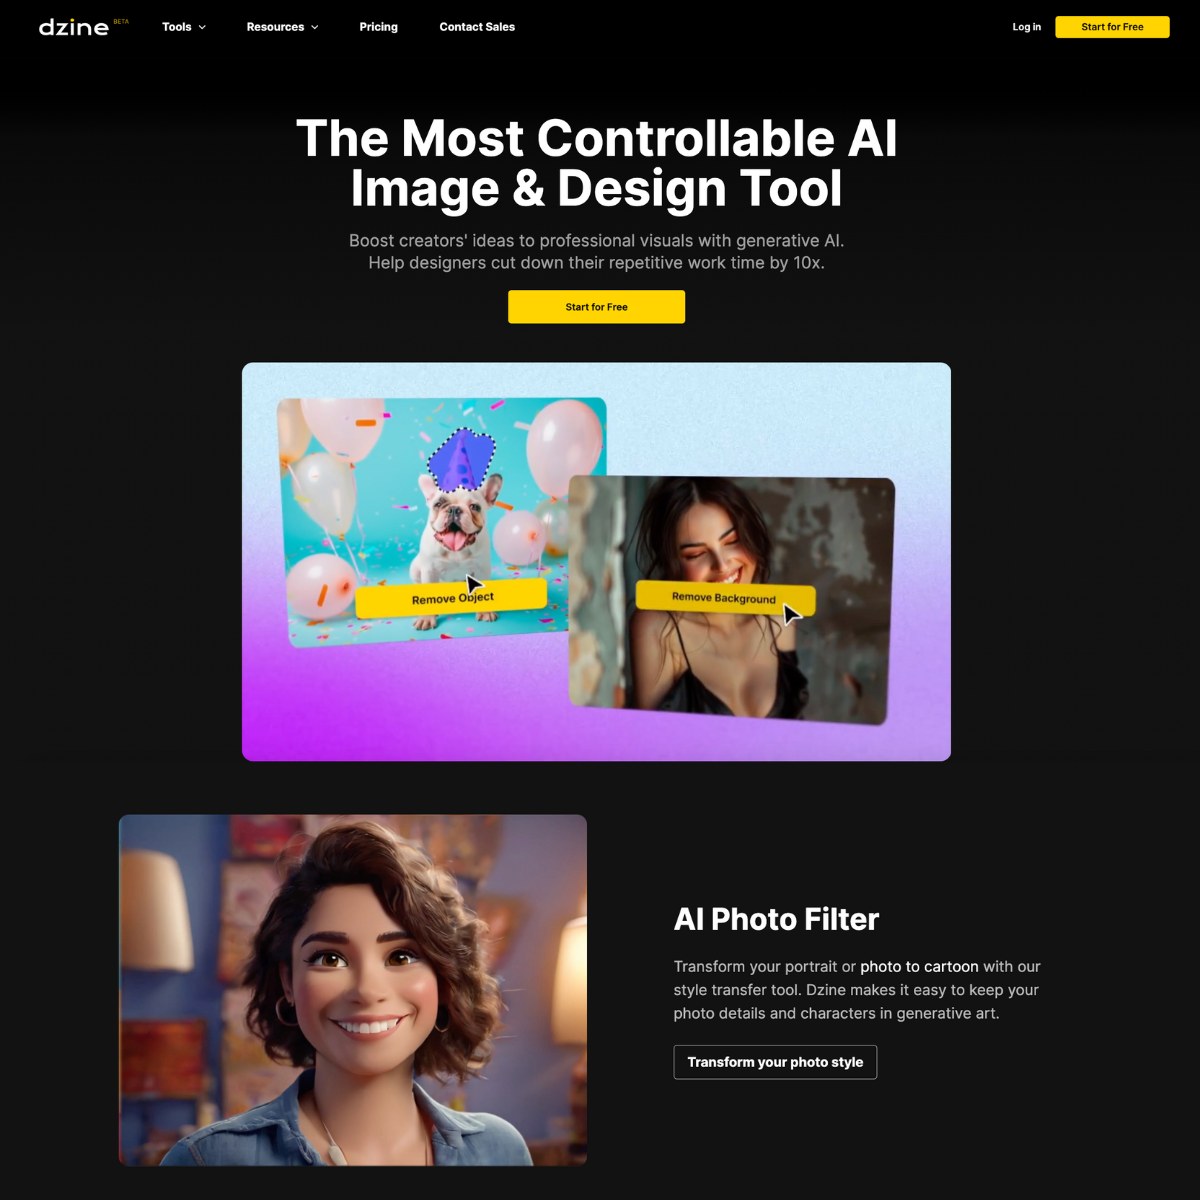 dzine BETA
Tools
Resources
Pricing
Contact Sales
Log in
Start for Free
The Most Controllable AI
Image & Design Tool
Boost creators' ideas to professional visuals with generative AI.
Help designers cut down their repetitive work time by 10x.
Start for Free
Remove Object
Remove Background
AI Photo Filter
Transform your portrait or photo to cartoon with our
style transfer tool. Dzine makes it easy to keep your
photo details and characters in generative art.
Transform your photo style